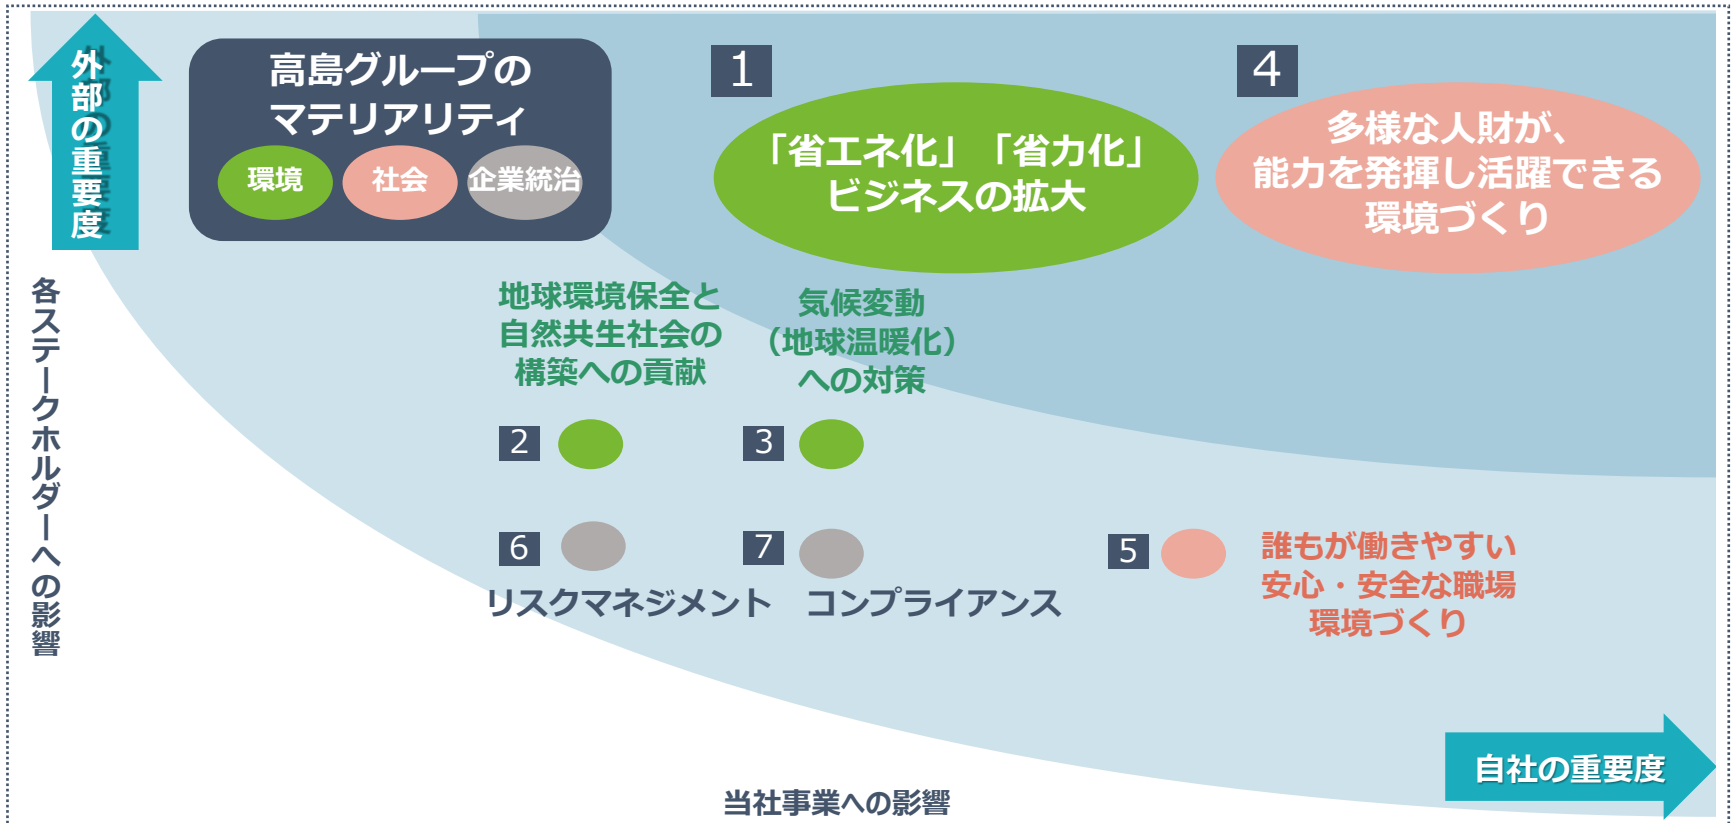 外部の重要度
高島グループの
マテリアリティ
環境
社会
企業統治
1
「省エネ化」「省力化」
ビジネスの拡大
4
多様な人財が、
能力を発揮し活躍できる
環境づくり
各ステークホルダーへの影響
地球環境保全と
自然共生社会の
構築への貢献
2
気候変動
（地球温暖化）
への対策
3
6
リスクマネジメント
7
コンプライアンス
5
誰もが働きやすい
安心・安全な職場
環境づくり
自社の重要度
当社事業への影響